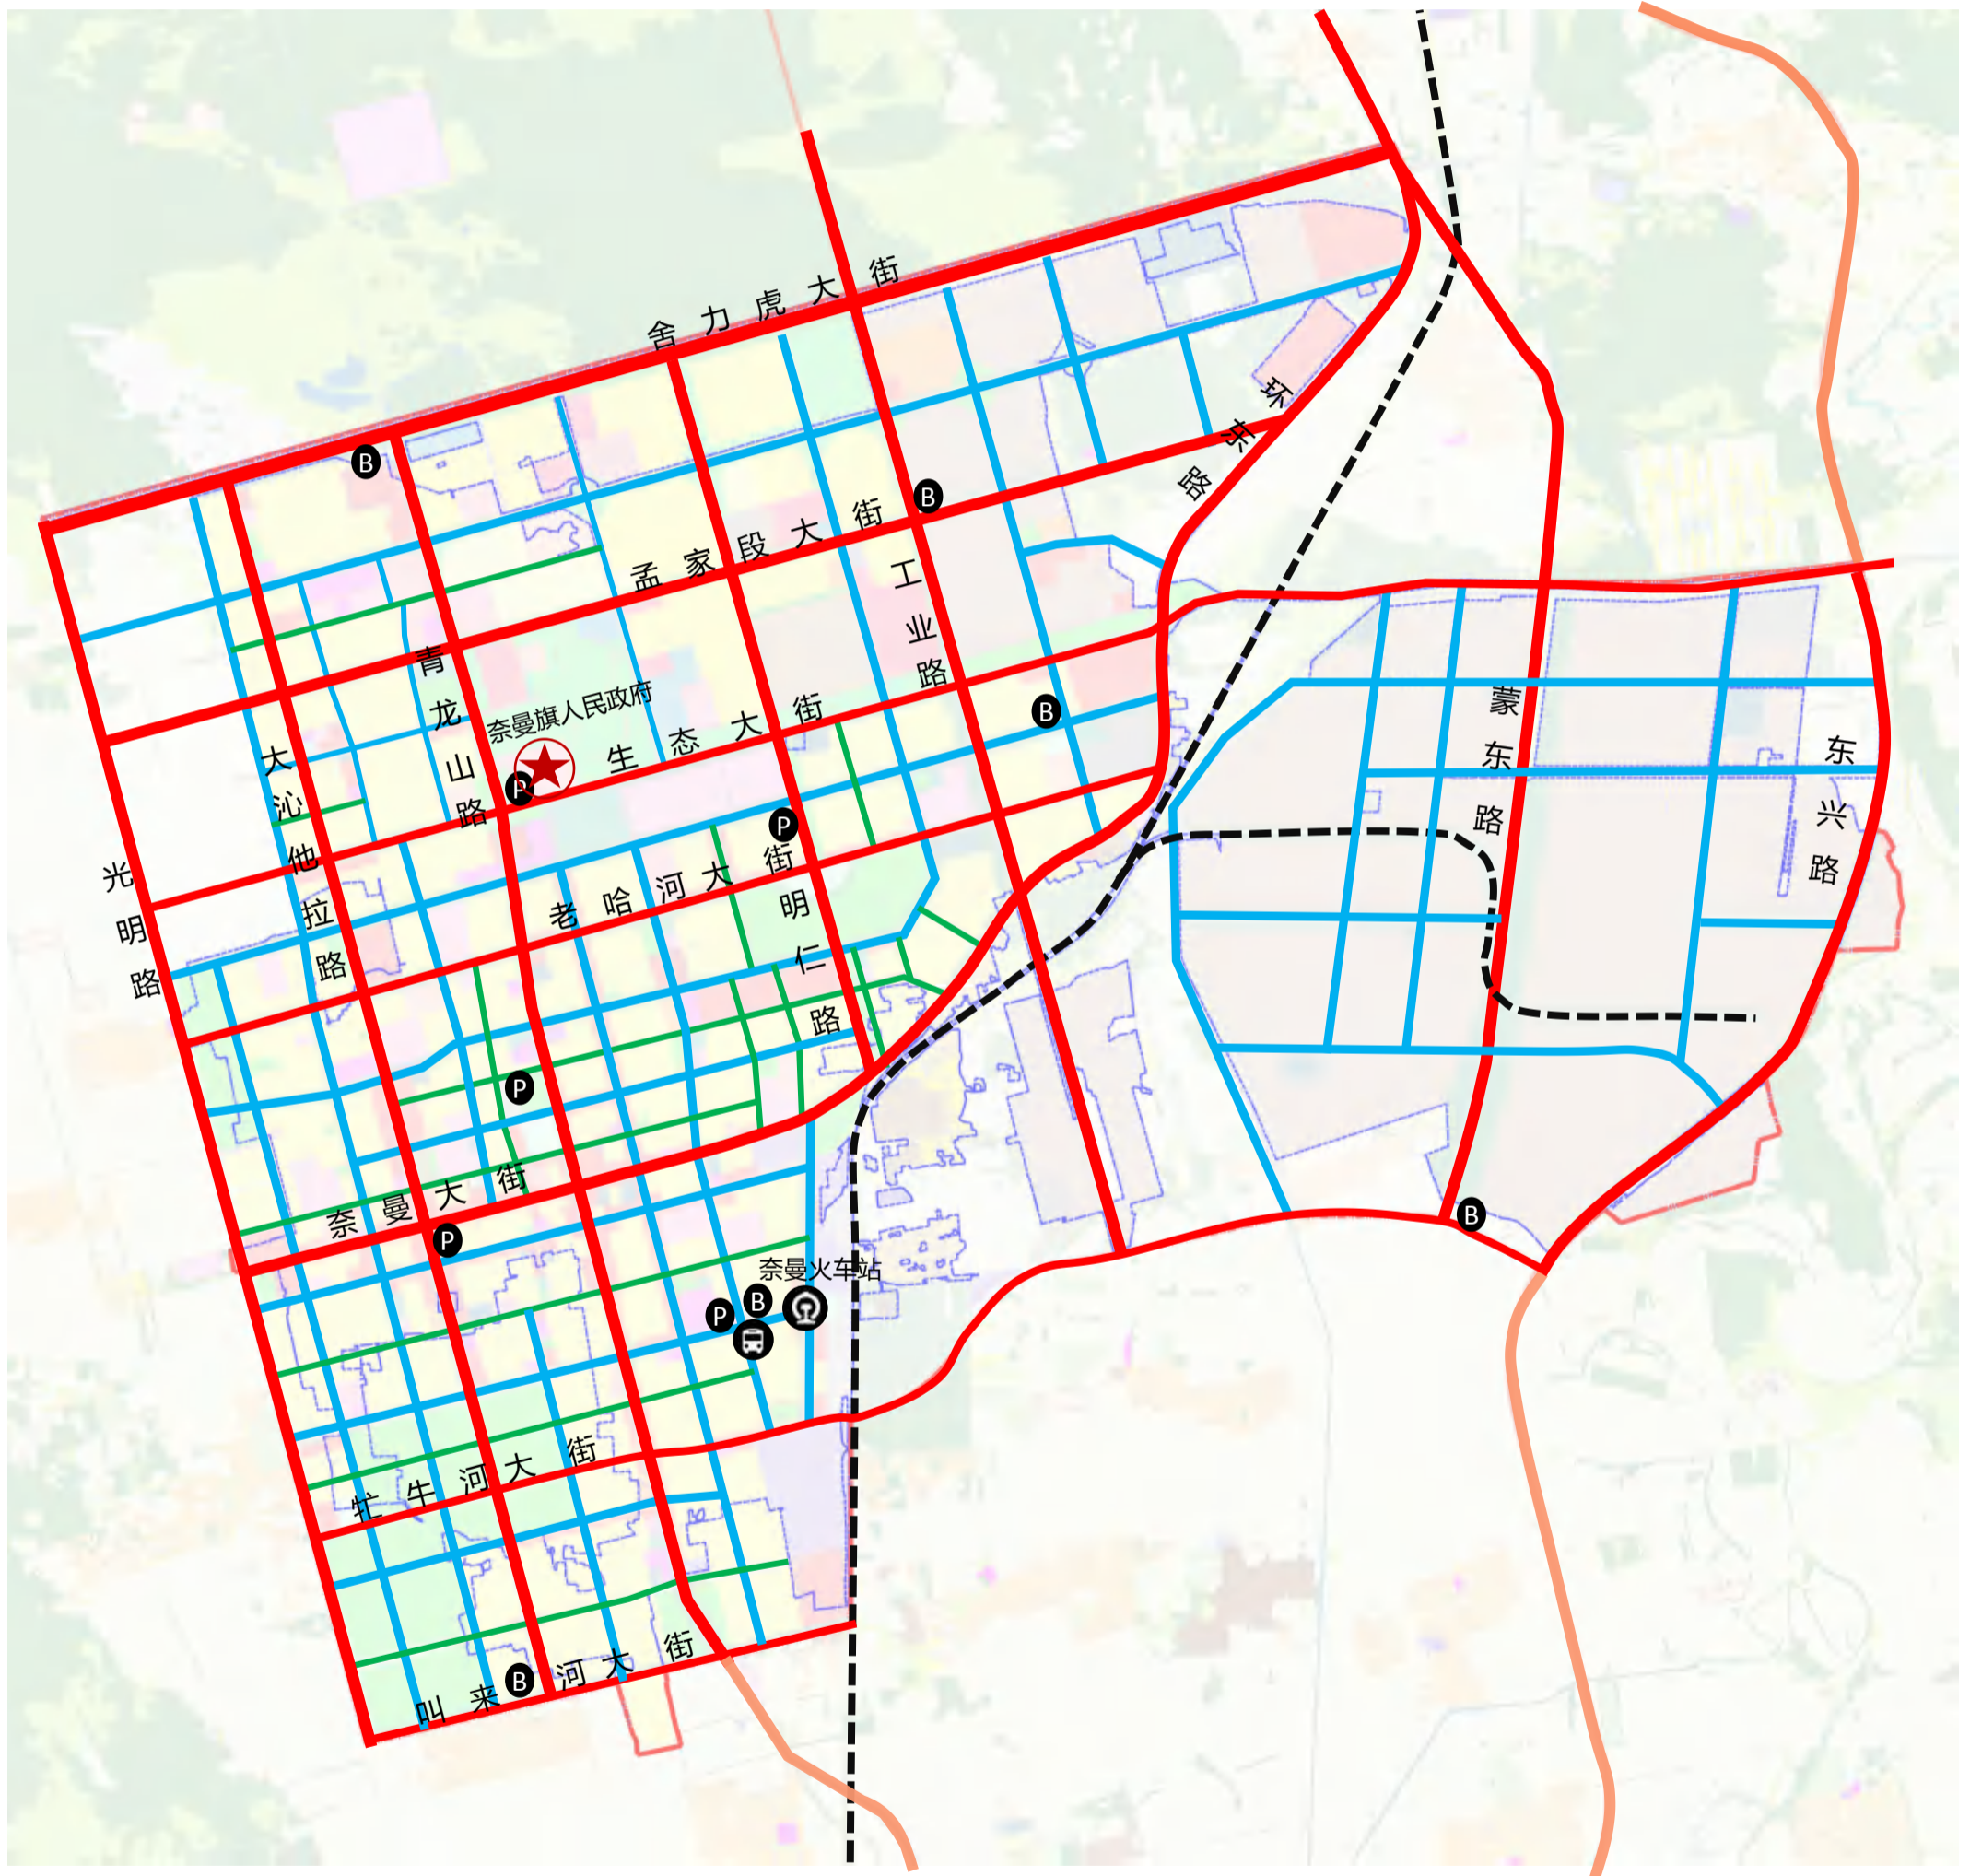 舍力虎大街
B
环东路
B
孟家段大街
工业路
青龙山路
奈曼旗人民政府
P
生态大街
B
大沁他拉路
蒙东路
东兴路
P
光明路
老哈河大街
明仁路
P
奈曼大街
P
B
奈曼火车站
P
B
牤牛河大街
叫来河大街
B